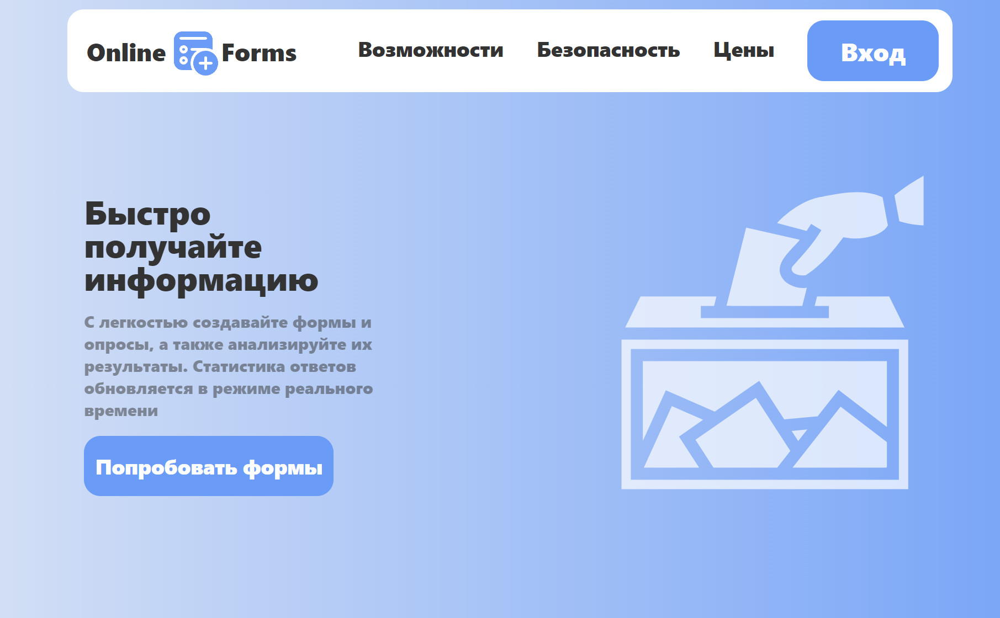 Online Forms
Возможности
Безопасность
Цены
Вход
Быстро
получайте
информацию
С легкостью создавайте формы и
опросы, а также анализируйте их
результаты. Статистика ответов
обновляется в режиме реального
времени
Попробовать формы